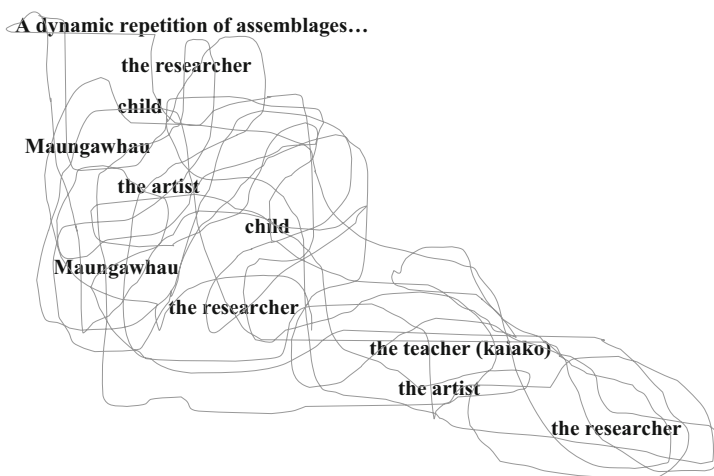 A dynamic repetition of assemblages…
the researcher
child
Maungawhau
the artist
child
Maungawhau
the researcher
the teacher (kaiako)
the artist
the researcher